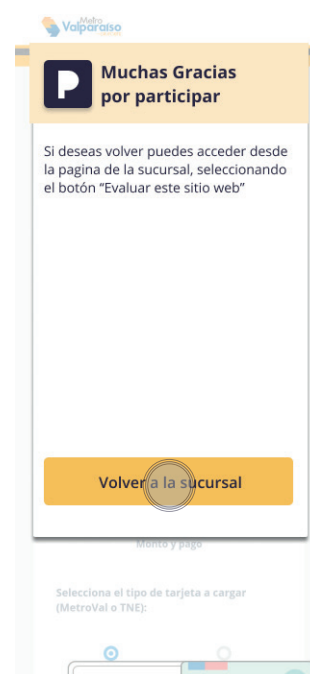 Metro
Valparaíso
P
Muchas Gracias
por participar
Si deseas volver puedes acceder desde
la pagina de la sucursal, seleccionando
el botón “Evaluar este sitio web”
Volver a la sucursal
Monto y pago
Selecciona el tipo de tarjeta a cargar
(MetroVal o TNE):